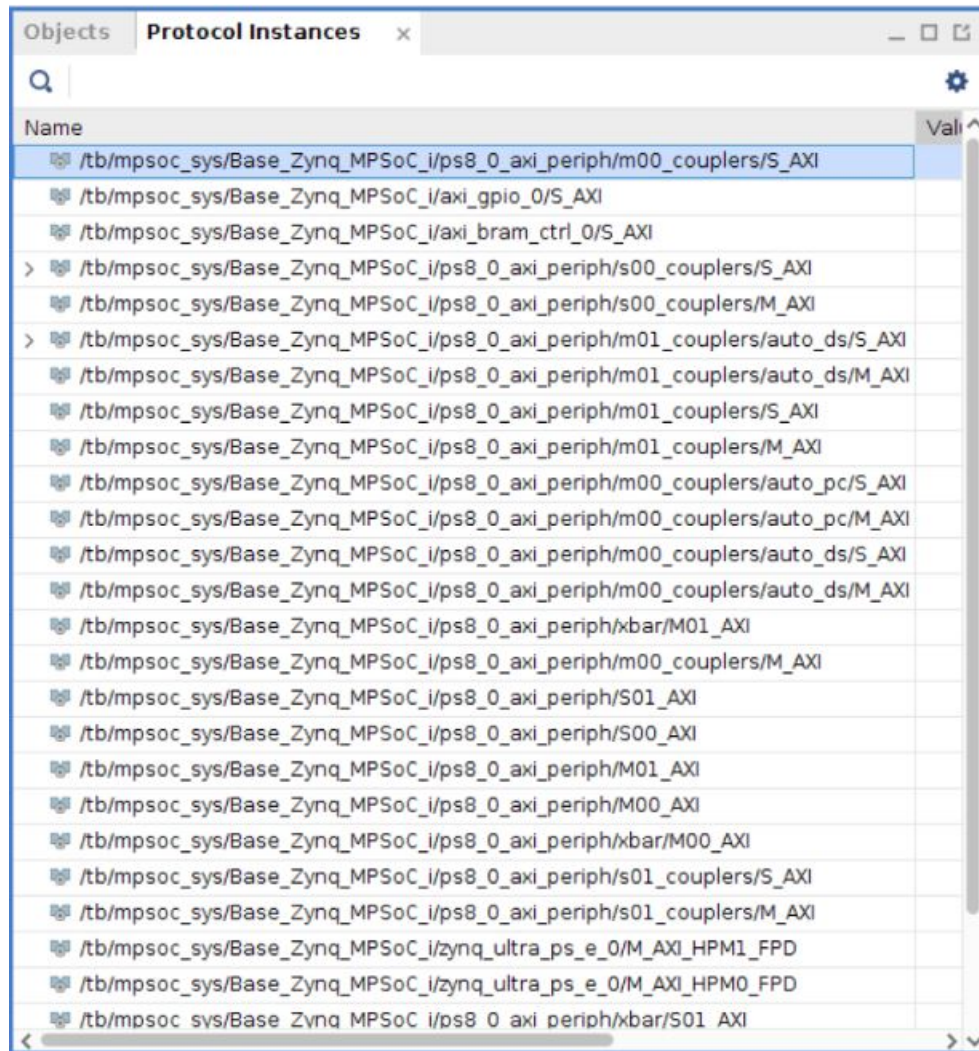 Objects Protocol Instances
Name Valu
/tb/mpsoc_sys/Base_Zynq_MPSoC_i/ps8_0_axi_periph/m00_couplers/S_AXI
/tb/mpsoc_sys/Base_Zynq_MPSoC_i/axi_gpio_0/S_AXI
/tb/mpsoc_sys/Base_Zynq_MPSoC_i/axi_bram_ctrl_0/S_AXI
> /tb/mpsoc_sys/Base_Zynq_MPSoC_i/ps8_0_axi_periph/s00_couplers/S_AXI
/tb/mpsoc_sys/Base_Zynq_MPSoC_i/ps8_0_axi_periph/s00_couplers/M_AXI
> /tb/mpsoc_sys/Base_Zynq_MPSoC_i/ps8_0_axi_periph/m01_couplers/auto_ds/S_AXI
/tb/mpsoc_sys/Base_Zynq_MPSoC_i/ps8_0_axi_periph/m01_couplers/auto_ds/M_AXI
/tb/mpsoc_sys/Base_Zynq_MPSoC_i/ps8_0_axi_periph/m01_couplers/S_AXI
/tb/mpsoc_sys/Base_Zynq_MPSoC_i/ps8_0_axi_periph/m01_couplers/M_AXI
/tb/mpsoc_sys/Base_Zynq_MPSoC_i/ps8_0_axi_periph/m00_couplers/auto_pc/S_AXI
/tb/mpsoc_sys/Base_Zynq_MPSoC_i/ps8_0_axi_periph/m00_couplers/auto_pc/M_AXI
/tb/mpsoc_sys/Base_Zynq_MPSoC_i/ps8_0_axi_periph/m00_couplers/auto_ds/S_AXI
/tb/mpsoc_sys/Base_Zynq_MPSoC_i/ps8_0_axi_periph/m00_couplers/auto_ds/M_AXI
/tb/mpsoc_sys/Base_Zynq_MPSoC_i/ps8_0_axi_periph/xbar/M01_AXI
/tb/mpsoc_sys/Base_Zynq_MPSoC_i/ps8_0_axi_periph/m00_couplers/M_AXI
/tb/mpsoc_sys/Base_Zynq_MPSoC_i/ps8_0_axi_periph/S01_AXI
/tb/mpsoc_sys/Base_Zynq_MPSoC_i/ps8_0_axi_periph/S00_AXI
/tb/mpsoc_sys/Base_Zynq_MPSoC_i/ps8_0_axi_periph/M01_AXI
/tb/mpsoc_sys/Base_Zynq_MPSoC_i/ps8_0_axi_periph/M00_AXI
/tb/mpsoc_sys/Base_Zynq_MPSoC_i/ps8_0_axi_periph/xbar/M00_AXI
/tb/mpsoc_sys/Base_Zynq_MPSoC_i/ps8_0_axi_periph/s01_couplers/S_AXI
/tb/mpsoc_sys/Base_Zynq_MPSoC_i/ps8_0_axi_periph/s01_couplers/M_AXI
/tb/mpsoc_sys/Base_Zynq_MPSoC_i/zynq_ultra_ps_e_0/M_AXI_HPM1_FPD
/tb/mpsoc_sys/Base_Zynq_MPSoC_i/zynq_ultra_ps_e_0/M_AXI_HPM0_FPD
/tb/mpsoc_sys/Base_Zynq_MPSoC_i/ps8_0_axi_periph/xbar/S01_AXI